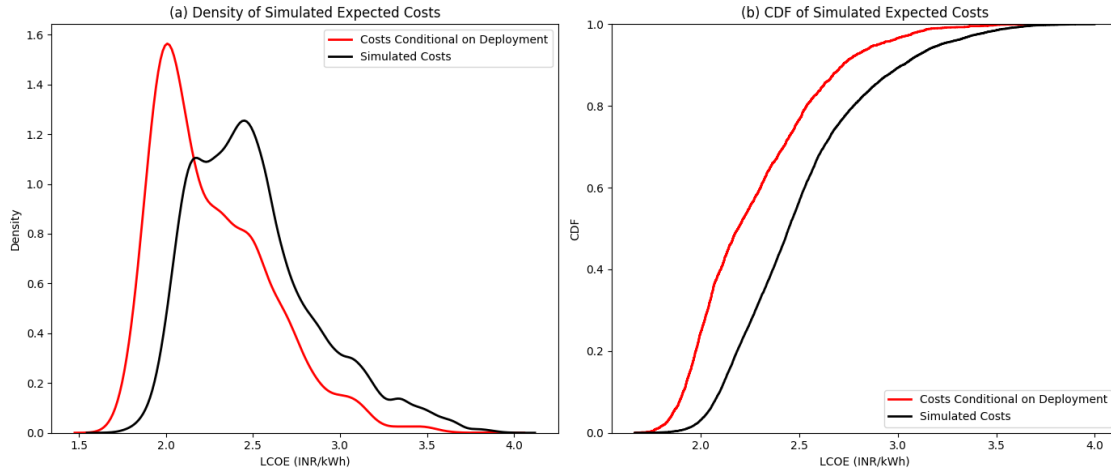 (a) Density of Simulated Expected Costs
Costs Conditional on Deployment
Simulated Costs
1.6
1.4
1.2
1.0
0.8
0.6
0.4
0.2
0.0
Density
1.5 2.0 2.5 3.0 3.5 4.0
LCOE (INR/kWh)
(b) CDF of Simulated Expected Costs
1.0
0.8
0.6
0.4
0.2
0.0
CDF
Costs Conditional on Deployment
Simulated Costs
2.0 2.5 3.0 3.5 4.0
LCOE (INR/kWh)